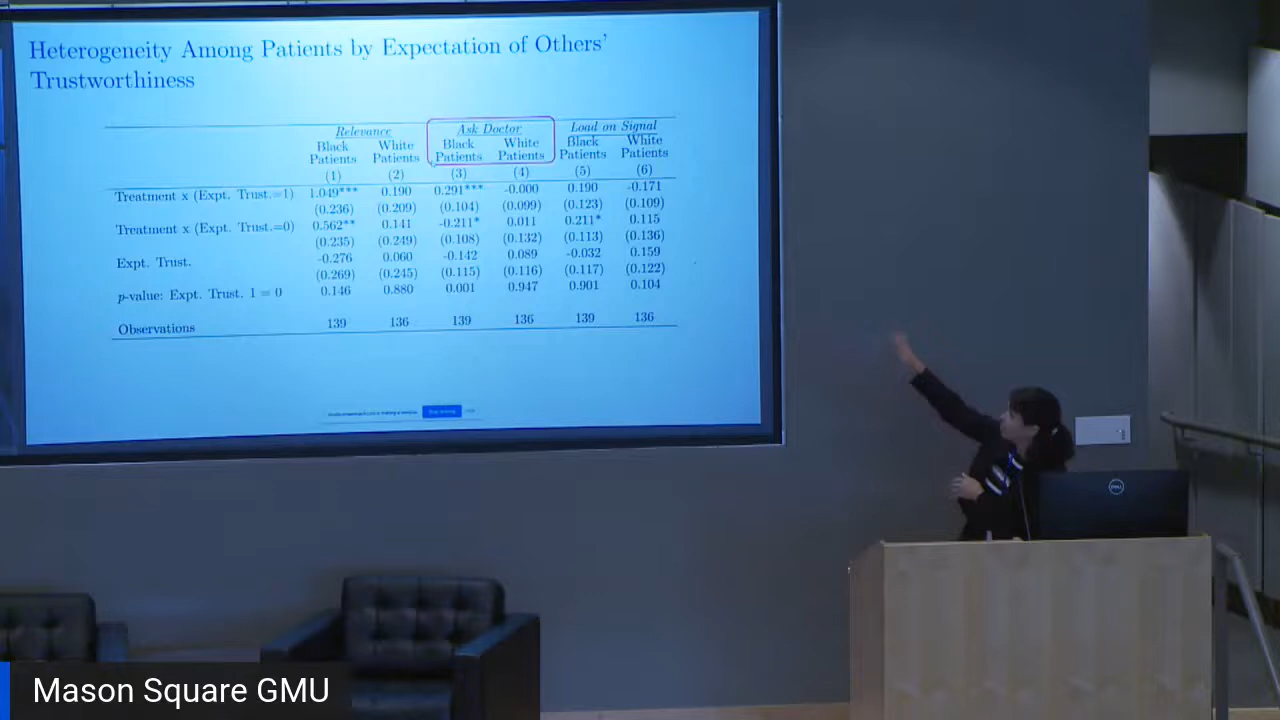 Heterogeneity Among Patients by Expectation of Others'
Trustworthiness
Relevance Ask Doctor Load on Signal
Black White Black White Black White
Patients Patients Patients Patients Patients Patients
(1) (2) (3) (4) (5) (6)
Treatment x (Expt. Trust.=1) 1.049*** 0.190 0.291*** -0.000 0.190 -0.171
(0.236) (0.209) (0.104) (0.099) (0.123) (0.109)
Treatment x (Expt. Trust.=0) 0.562** 0.141 -0.211* 0.011 0.211* 0.115
(0.235) (0.249) (0.108) (0.132) (0.113) (0.136)
Expt. Trust. -0.276 0.060 -0.142 0.089 -0.032 0.159
(0.269) (0.245) (0.115) (0.116) (0.117) (0.122)
p-value: Expt. Trust. 1 = 0 0.146 0.880 0.001 0.947 0.901 0.104
Observations 139 136 139 136 139 136
DELL
Mason Square GMU